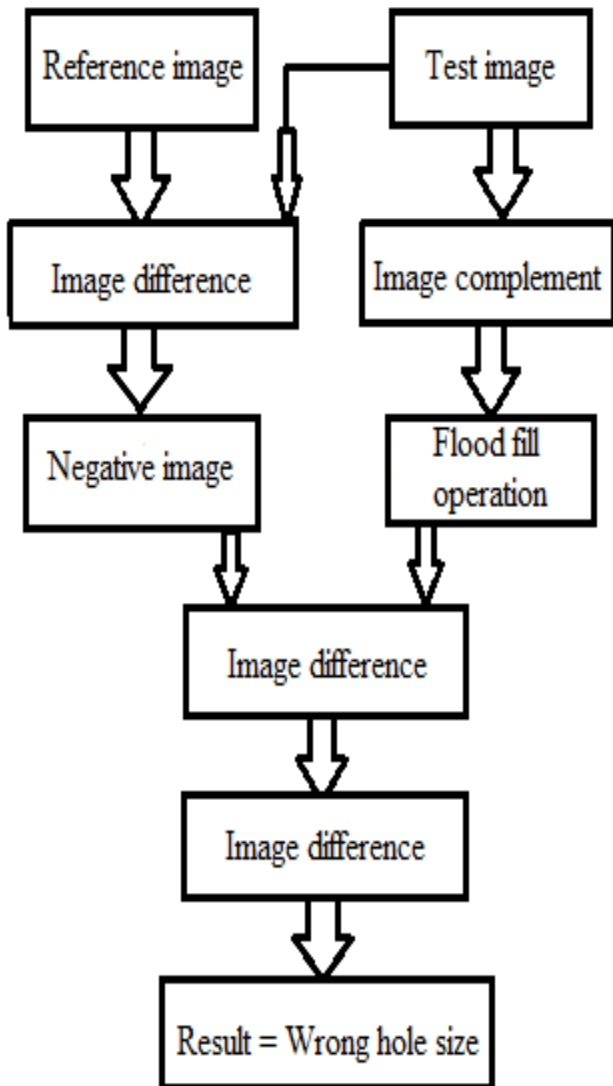 Reference image
Test image
Image difference
Image complement
Negative image
Flood fill
operation
Image difference
Image difference
Result = Wrong hole size